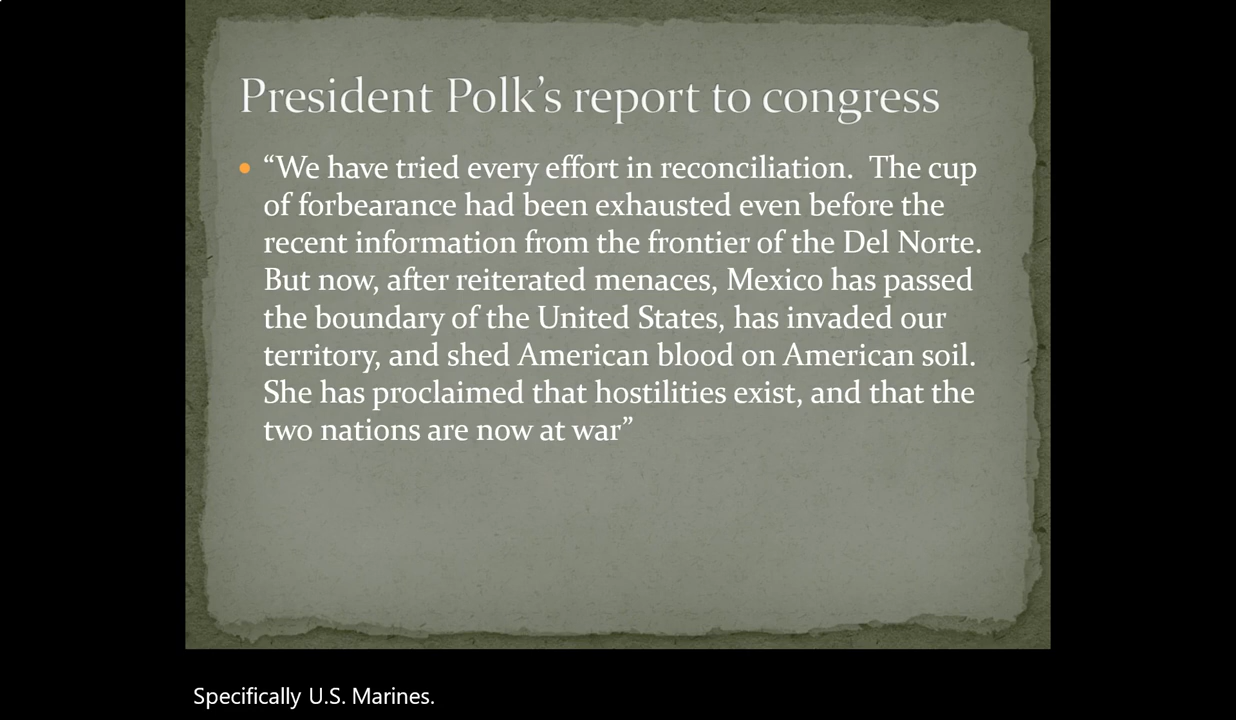 President Polk’s report to congress
“We have tried every effort in reconciliation.  The cup
of forbearance had been exhausted even before the
recent information from the frontier of the Del Norte.
But now, after reiterated menaces, Mexico has passed
the boundary of the United States, has invaded our
territory, and shed American blood on American soil.
She has proclaimed that hostilities exist, and that the
two nations are now at war”
Specifically U.S. Marines.